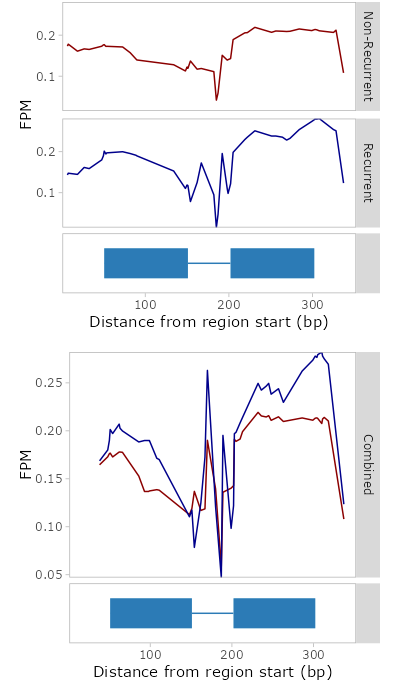 Non-Recurrent
0.2
0.1
FPM
Recurrent
0.2
0.1
100
200
300
Distance from region start (bp)
Combined
0.25
0.20
0.15
0.10
0.05
FPM
100
200
300
Distance from region start (bp)